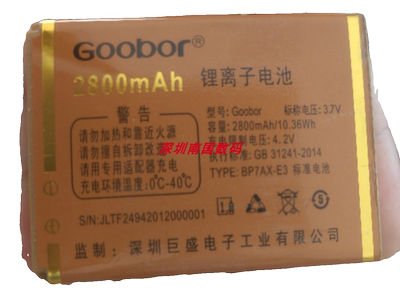 GOOBOR®
2800mAh 锂离子电池
警告
请勿加热和靠近火源
请勿自行拆卸改装
请用专用适配器充电
充电温度:0°C-40°C
型号:Goobor 标称电压:3.7V
容量:2800mAh/10.36Wh
充电限制电压:4.2V
执行标准:GB 31241-2014
TYPE:BP7AX-E3 标准电池
深圳南国数码
S/N:JLTF24942012000001
监制:深圳巨盛电子工业有限公司